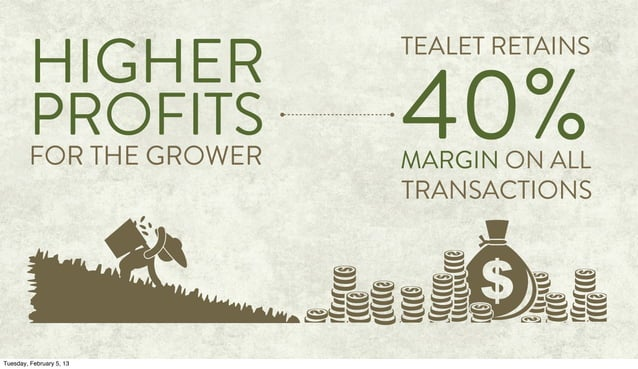 HIGHER
PROFITS
FOR THE GROWER
TEALET RETAINS
40%
MARGIN ON ALL
TRANSACTIONS
$
Tuesday, February 5, 13